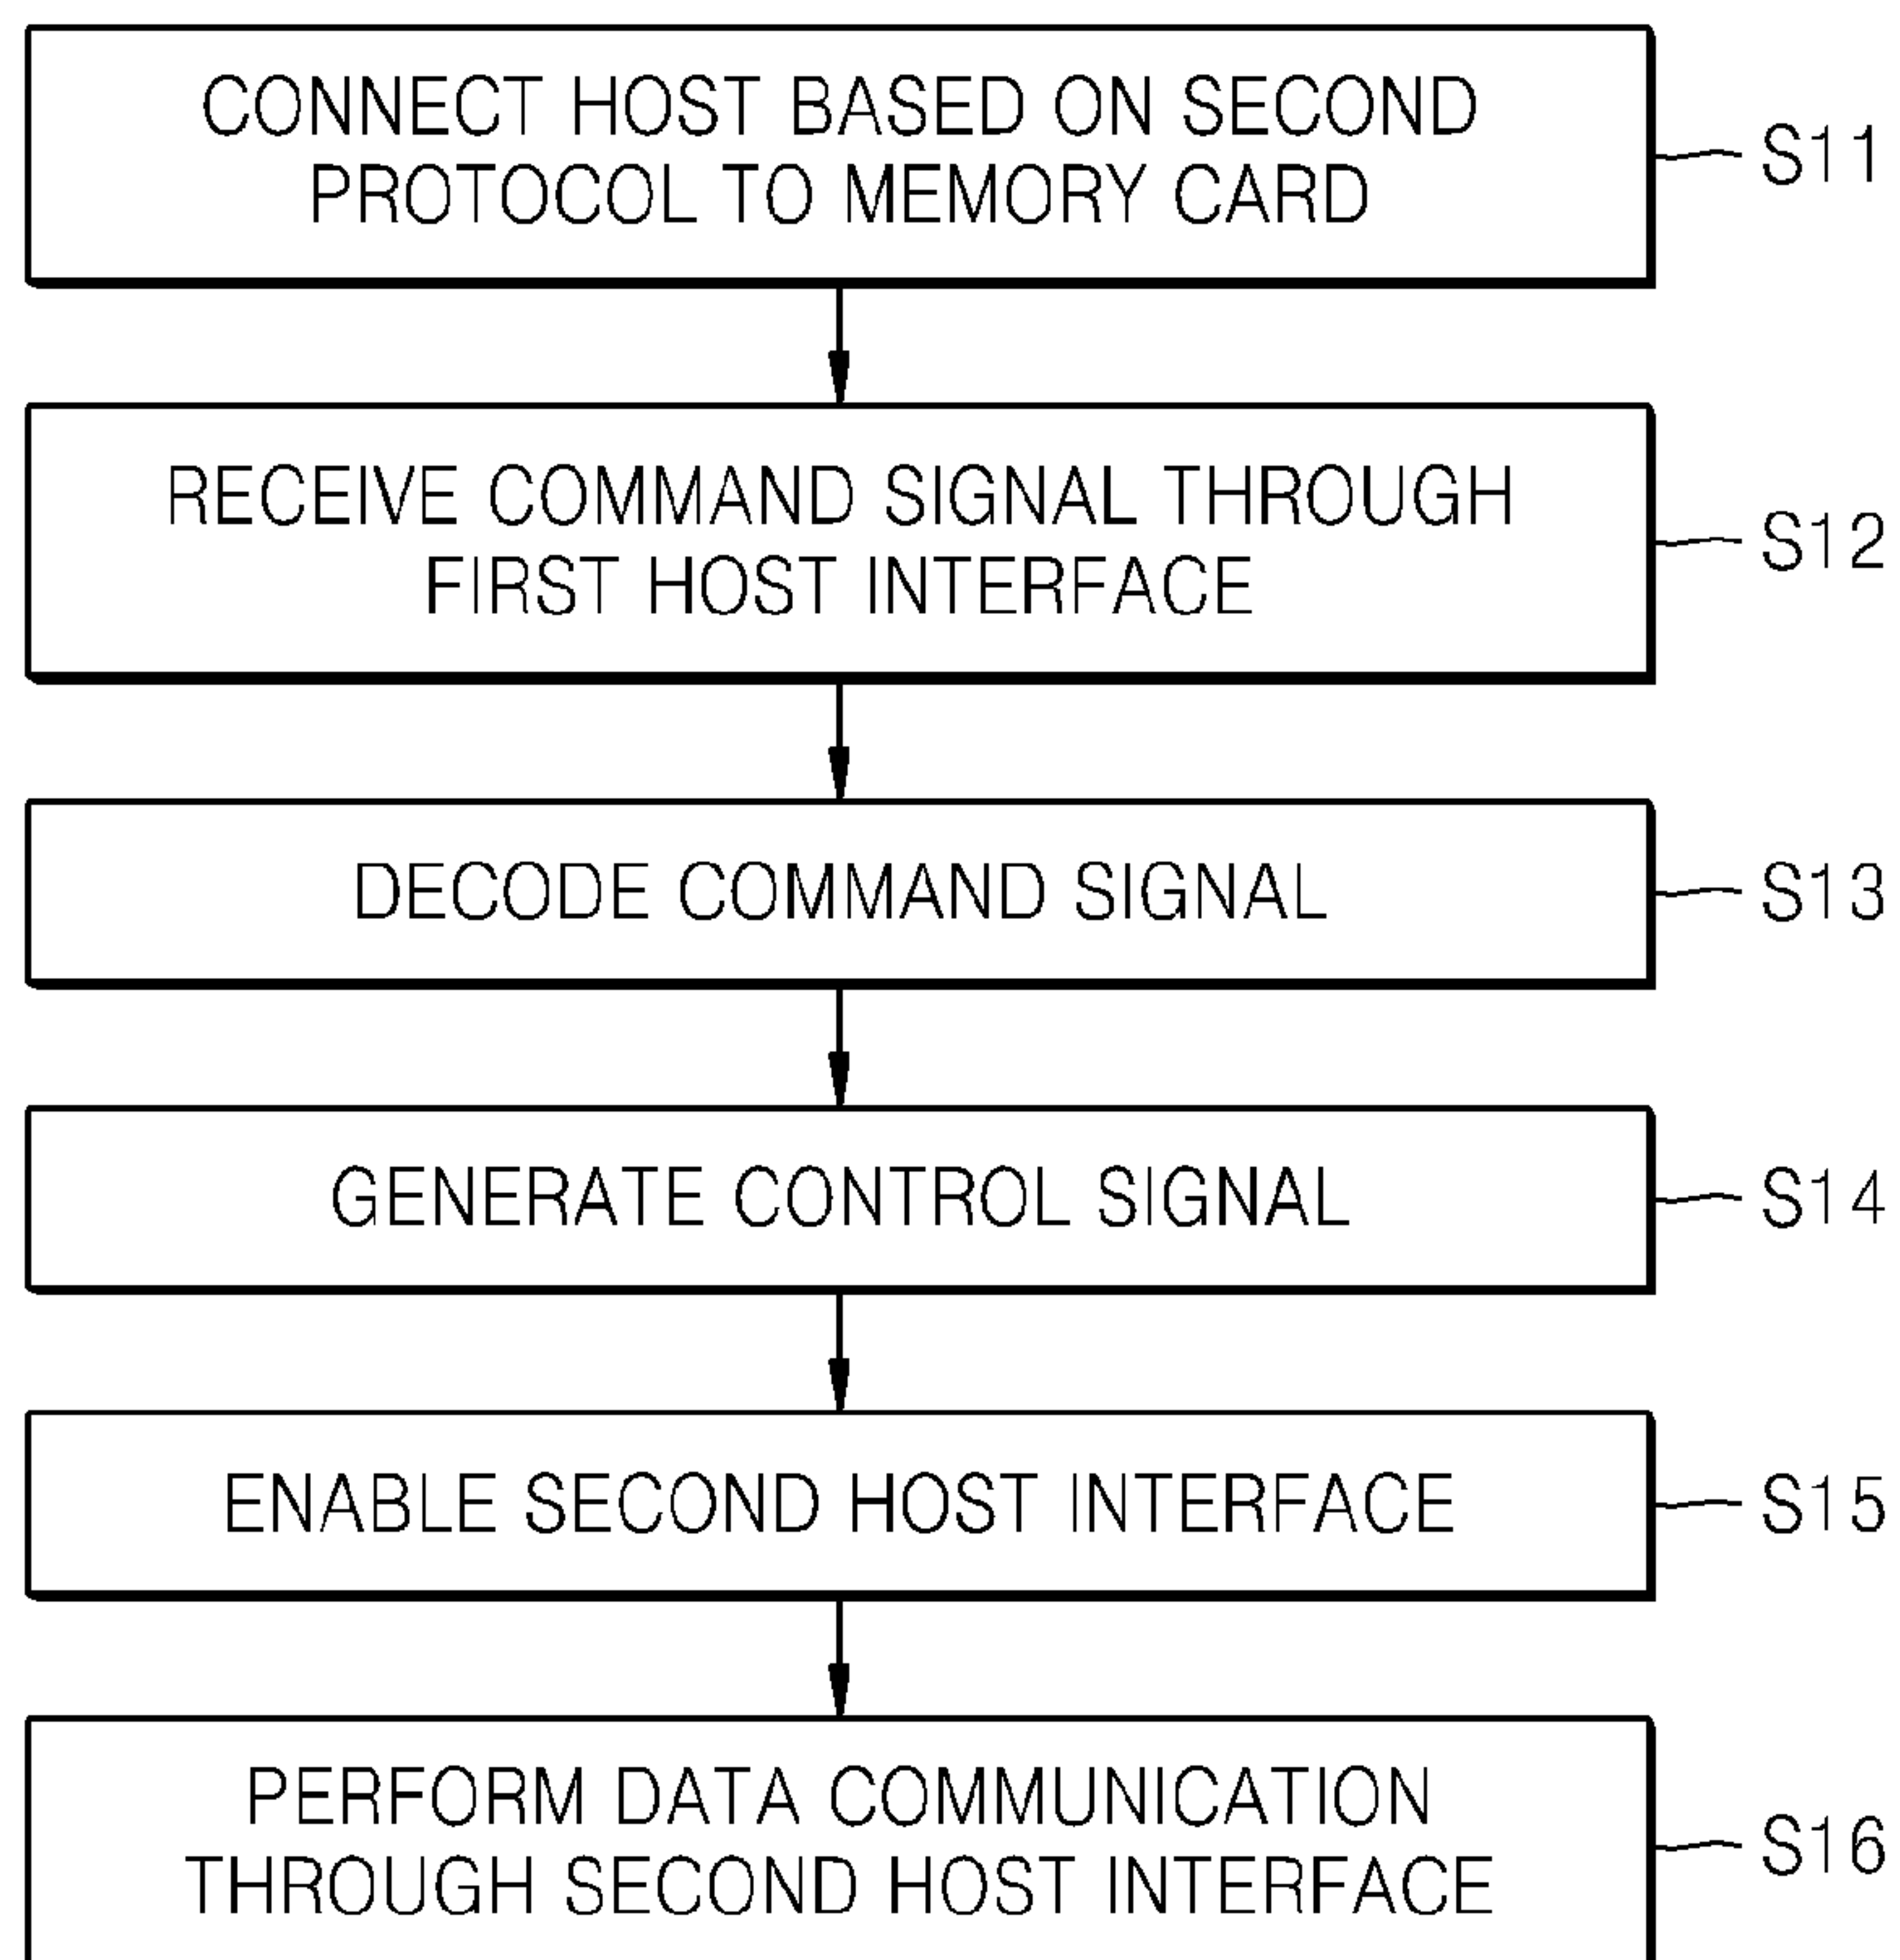 CONNECT HOST BASED ON SECOND
PROTOCOL TO MEMORY CARD
S11
RECEIVE COMMAND SIGNAL THROUGH
FIRST HOST INTERFACE
S12
DECODE COMMAND SIGNAL
S13
GENERATE CONTROL SIGNAL
S14
ENABLE SECOND HOST INTERFACE
S15
PERFORM DATA COMMUNICATION
THROUGH SECOND HOST INTERFACE
S16